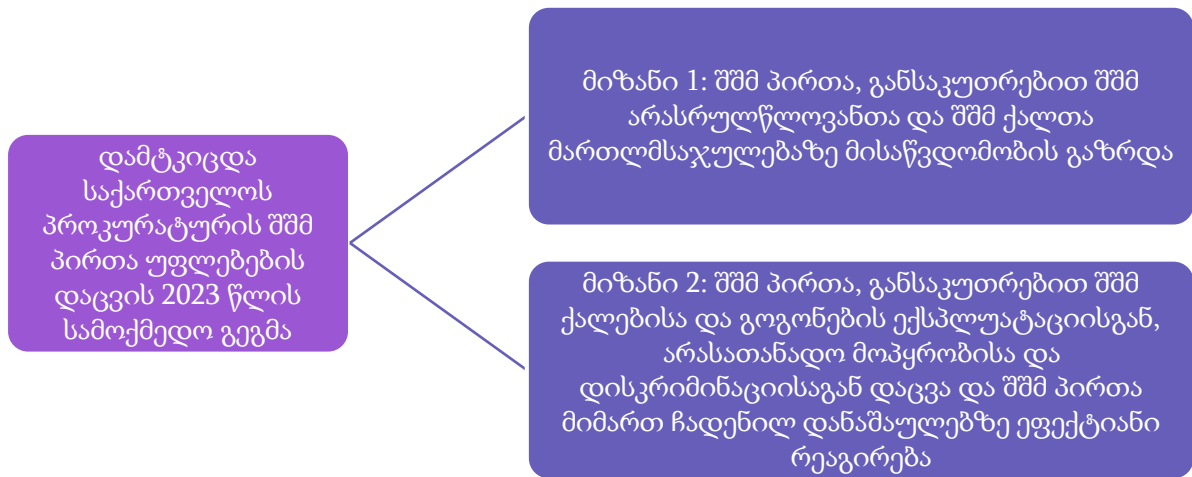 დამტკიცდა
საქართველოს
პროკურატურის შშმ
პირთა უფლებების
დაცვის 2023 წლის
სამოქმედო გეგმა
მიზანი 1: შშმ პირთა, განსაკუთრებით შშმ
არასრულწლოვანთა და შშმ ქალთა
მართლმსაჯულებაზე მისაწვდომობის გაზრდა
მიზანი 2: შშმ პირთა, განსაკუთრებით შშმ
ქალებისა და გოგონების ექსპლუატაციისგან,
არასათანადო მოპყრობისა და
დისკრიმინაციისაგან დაცვა და შშმ პირთა
მიმართ ჩადენილ დანაშაულებზე ეფექტიანი
რეაგირება